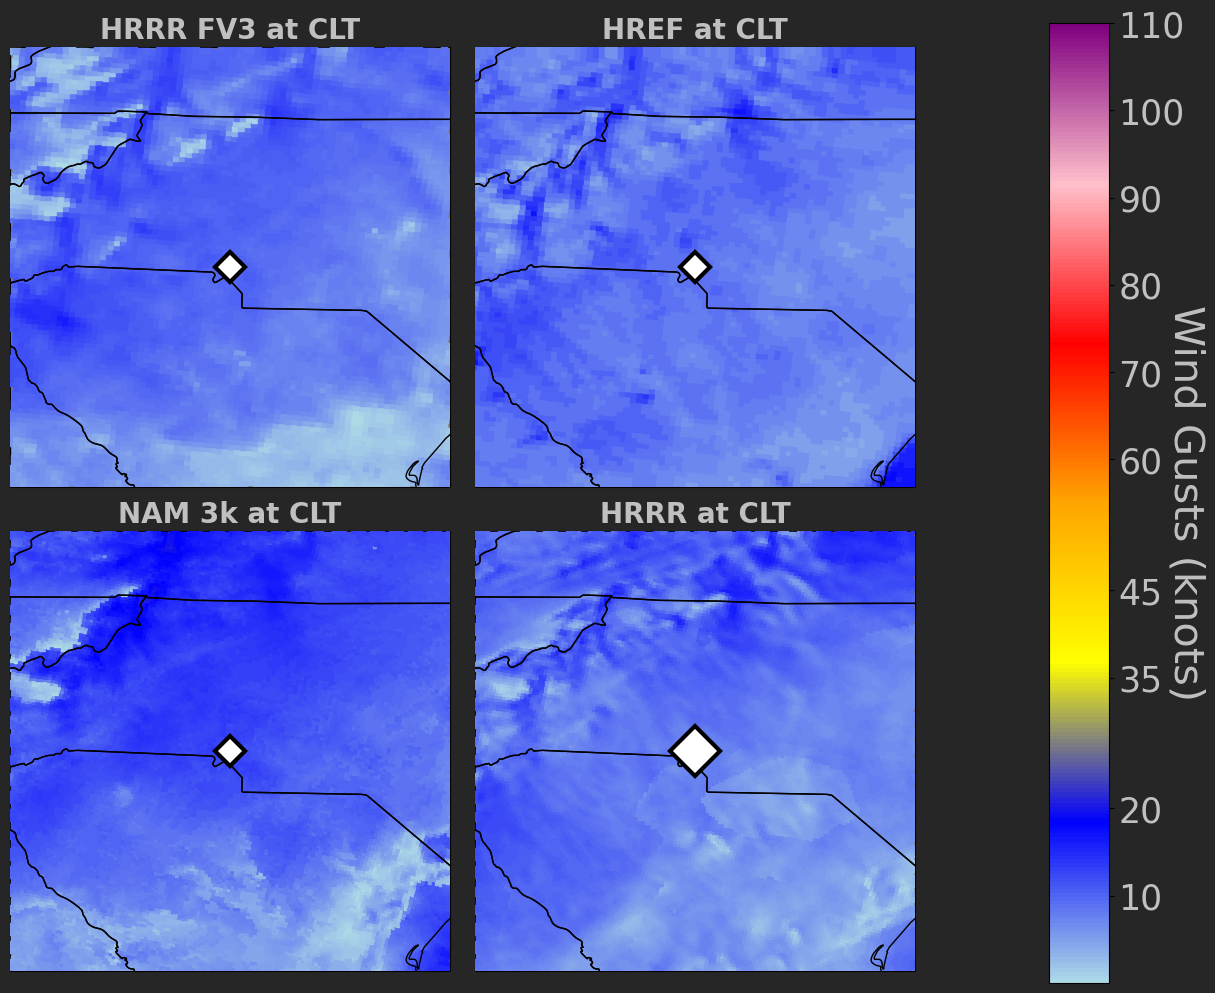 HRRR FV3 at CLT
HREF at CLT
NAM 3k at CLT
HRRR at CLT
110
100
90
80
70
60
45
35
20
10
Wind Gusts (knots)